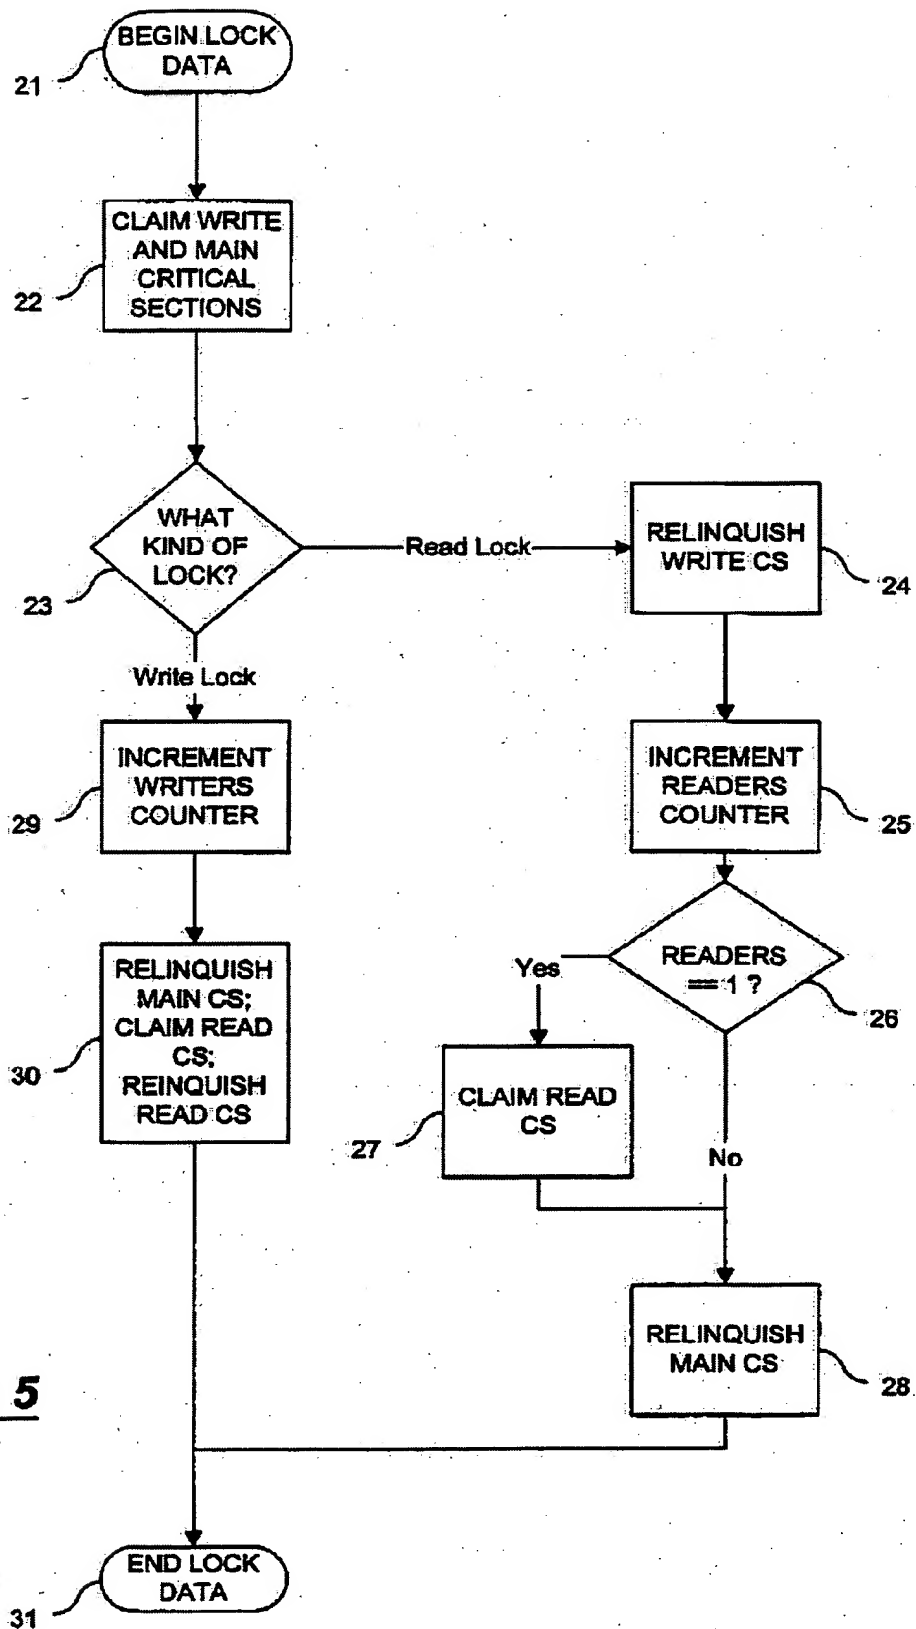 BEGIN LOCK
DATA
21
CLAIM WRITE
AND MAIN
CRITICAL
SECTIONS
22
WHAT
KIND OF
LOCK?
23
Read Lock
RELINQUISH
WRITE CS
24
Write Lock
INCREMENT
WRITERS
COUNTER
29
INCREMENT
READERS
COUNTER
25
READERS
== 1 ?
26
Yes
No
RELINQUISH
MAIN CS;
CLAIM READ
CS;
REINQUISH
READ CS
30
CLAIM READ
CS
27
RELINQUISH
MAIN CS
28
5
END LOCK
DATA
31